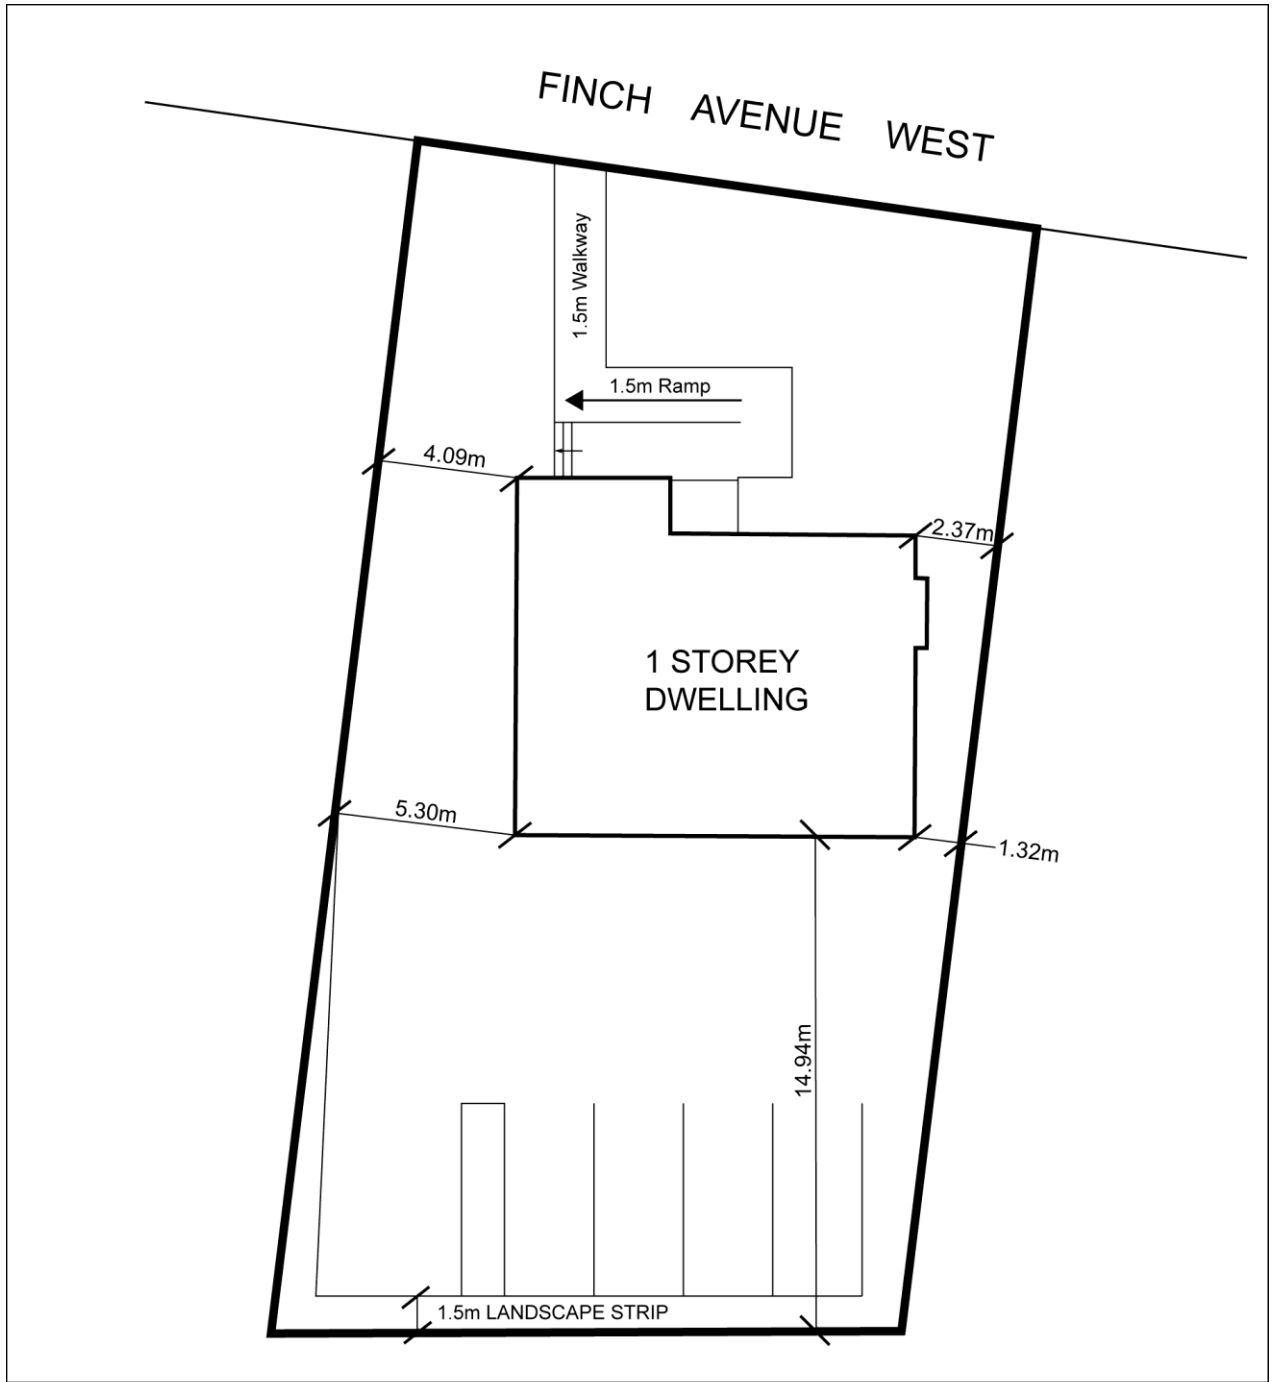 FINCH AVENUE WEST
1.5m Walkway
1.5m Ramp
4.09m
2.37m
1 STOREY
DWELLING
5.30m
1.32m
14.94m
1.5m LANDSCAPE STRIP